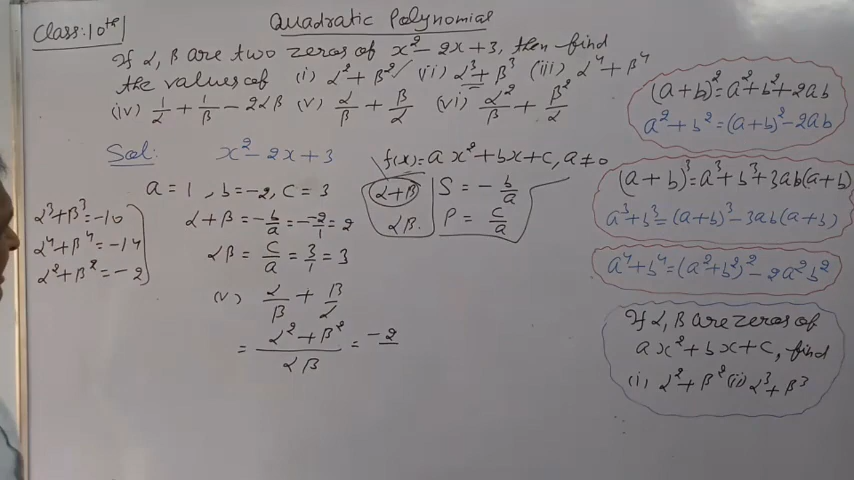 Quadratic Polynomial
Class: 10th
If α, β are two zeros of x² - 2x + 3, then find
the values of (i) α² + β² ✓ (ii) α³ + β³ (iii) α⁴ + β⁴
(iv) 1/α + 1/β - 2αβ (v) α/β + β/α (vi) α²/β + β²/α
Sol: x² - 2x + 3
a = 1, b = -2, c = 3
α + β = -b/a = - -2/1 = 2
αβ = c/a = 3/1 = 3
(v) α/β + β/α
= α² + β²/αβ = -2
α³ + β³ = -10
α⁴ + β⁴ = -14
α² + β² = -2
f(x) = ax² + bx + c, a ≠ 0
α + β S = - b/a
αβ. P = c/a
(a + b)² = a² + b² + 2ab
a² + b² = (a + b)² - 2ab
(a + b)³ = a³ + b³ + 3ab(a + b)
a³ + b³ = (a + b)³ - 3ab(a + b)
a⁴ + b⁴ = (a² + b²)² - 2a²b²
If α, β are zeros of
ax² + bx + c, find
(i) α² + β² (ii) α³ + β³